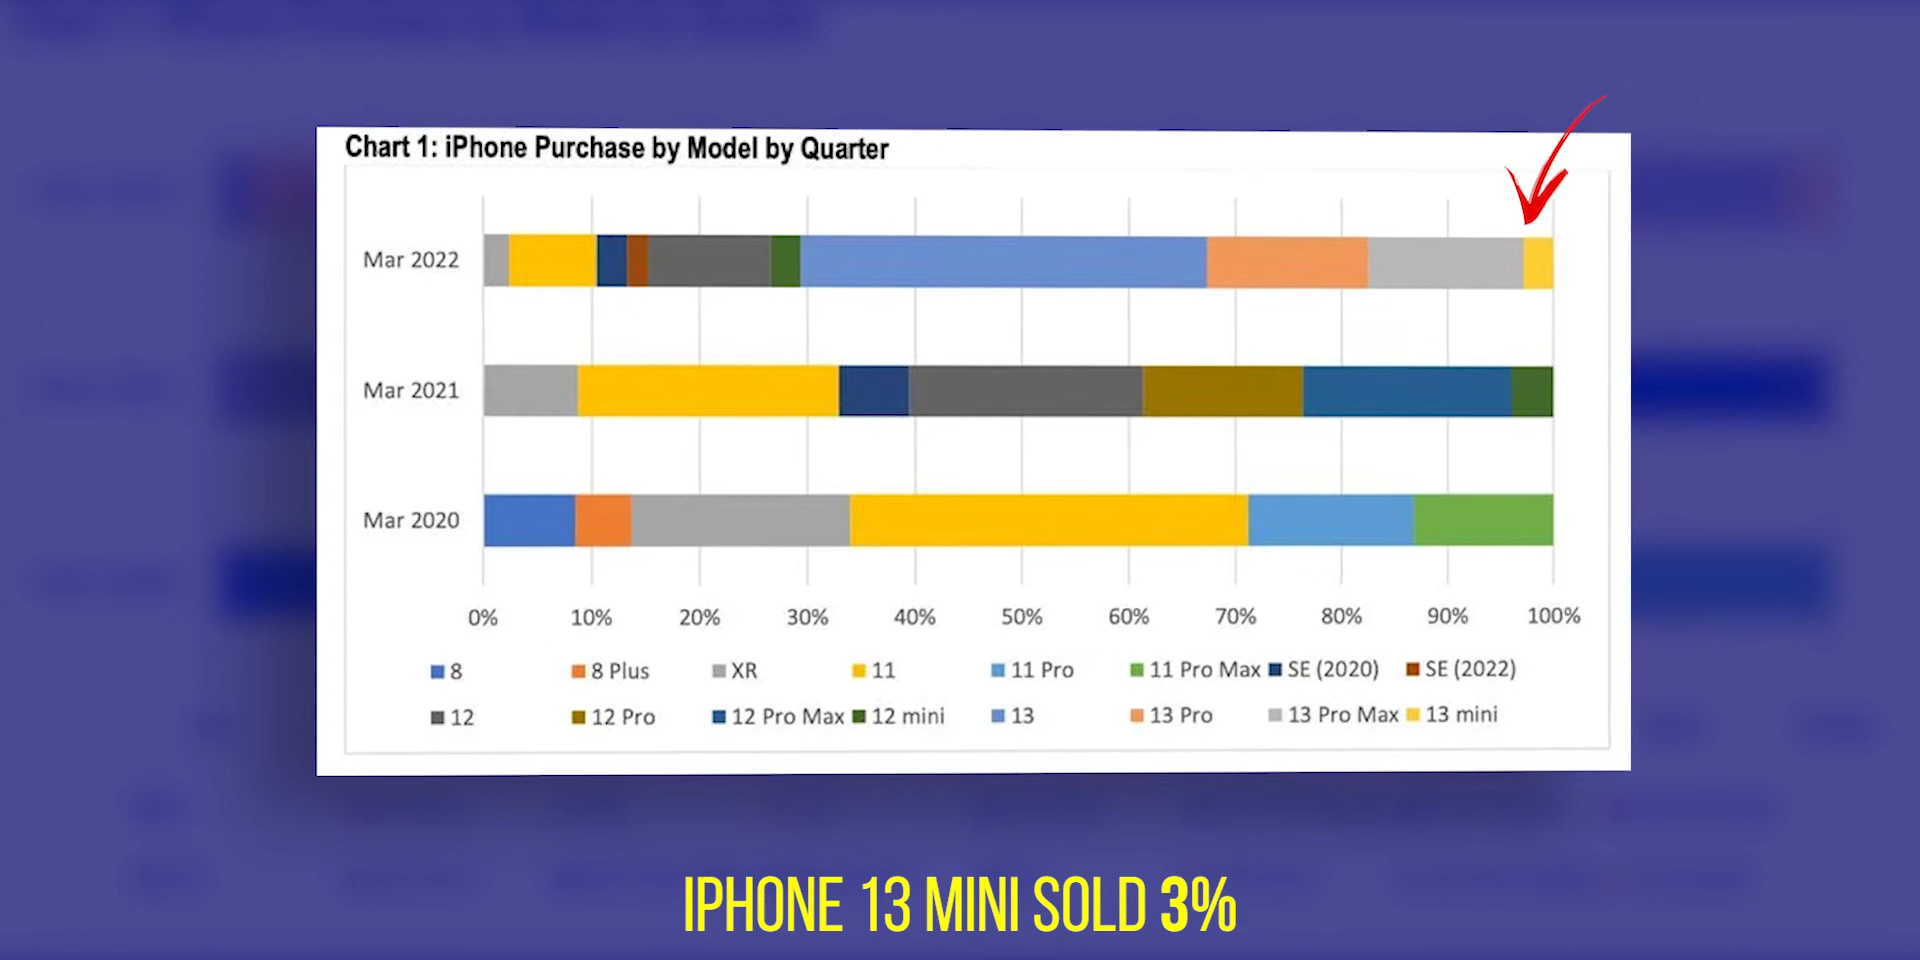 Chart 1: iPhone Purchase by Model by Quarter
Mar 2022
Mar 2021
Mar 2020
0% 10% 20% 30% 40% 50% 60% 70% 80% 90% 100%
8 8 Plus XR 11 11 Pro 11 Pro Max SE (2020) SE (2022)
12 12 Pro 12 Pro Max 12 mini 13 13 Pro 13 Pro Max 13 mini
IPHONE 13 MINI SOLD 3%